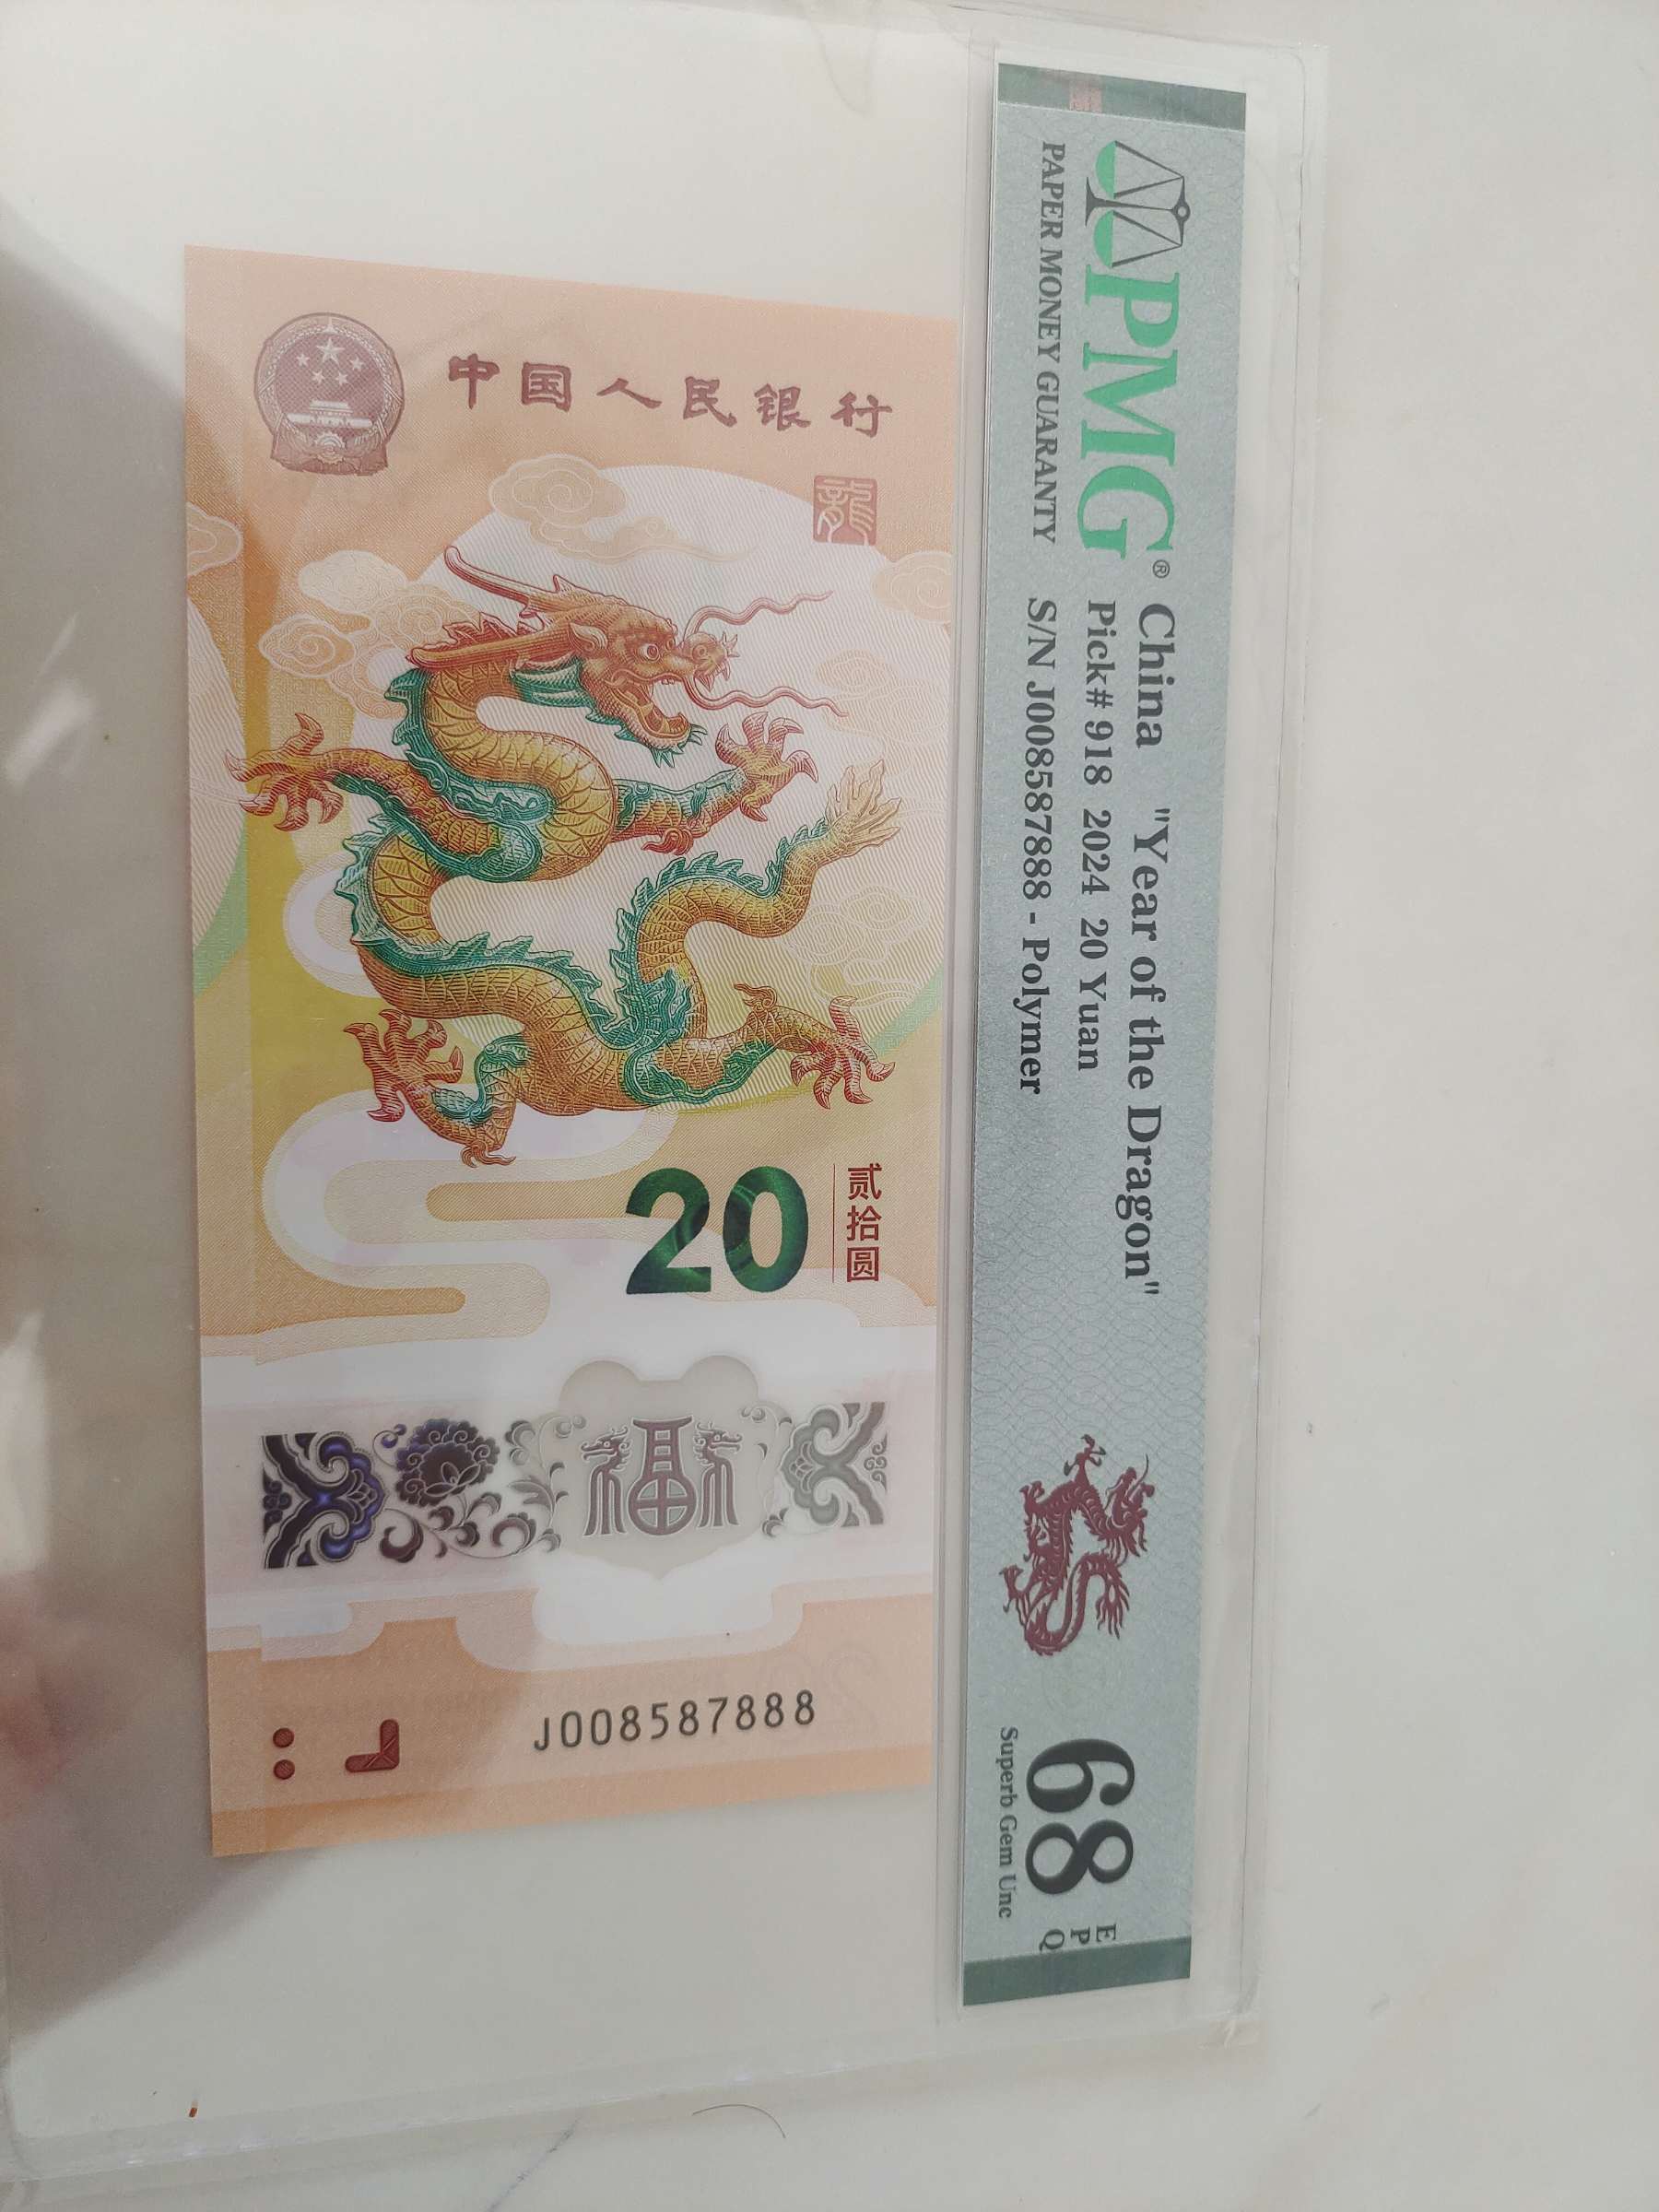 PMG®
PAPER MONEY GUARANTY
China "Year of the Dragon"
Pick# 918 2024 20 Yuan
S/N J008587888 - Polymer
68
EPQ
Superb Gem Unc
中国人民银行
龍
20
贰拾圆
福
J008587888